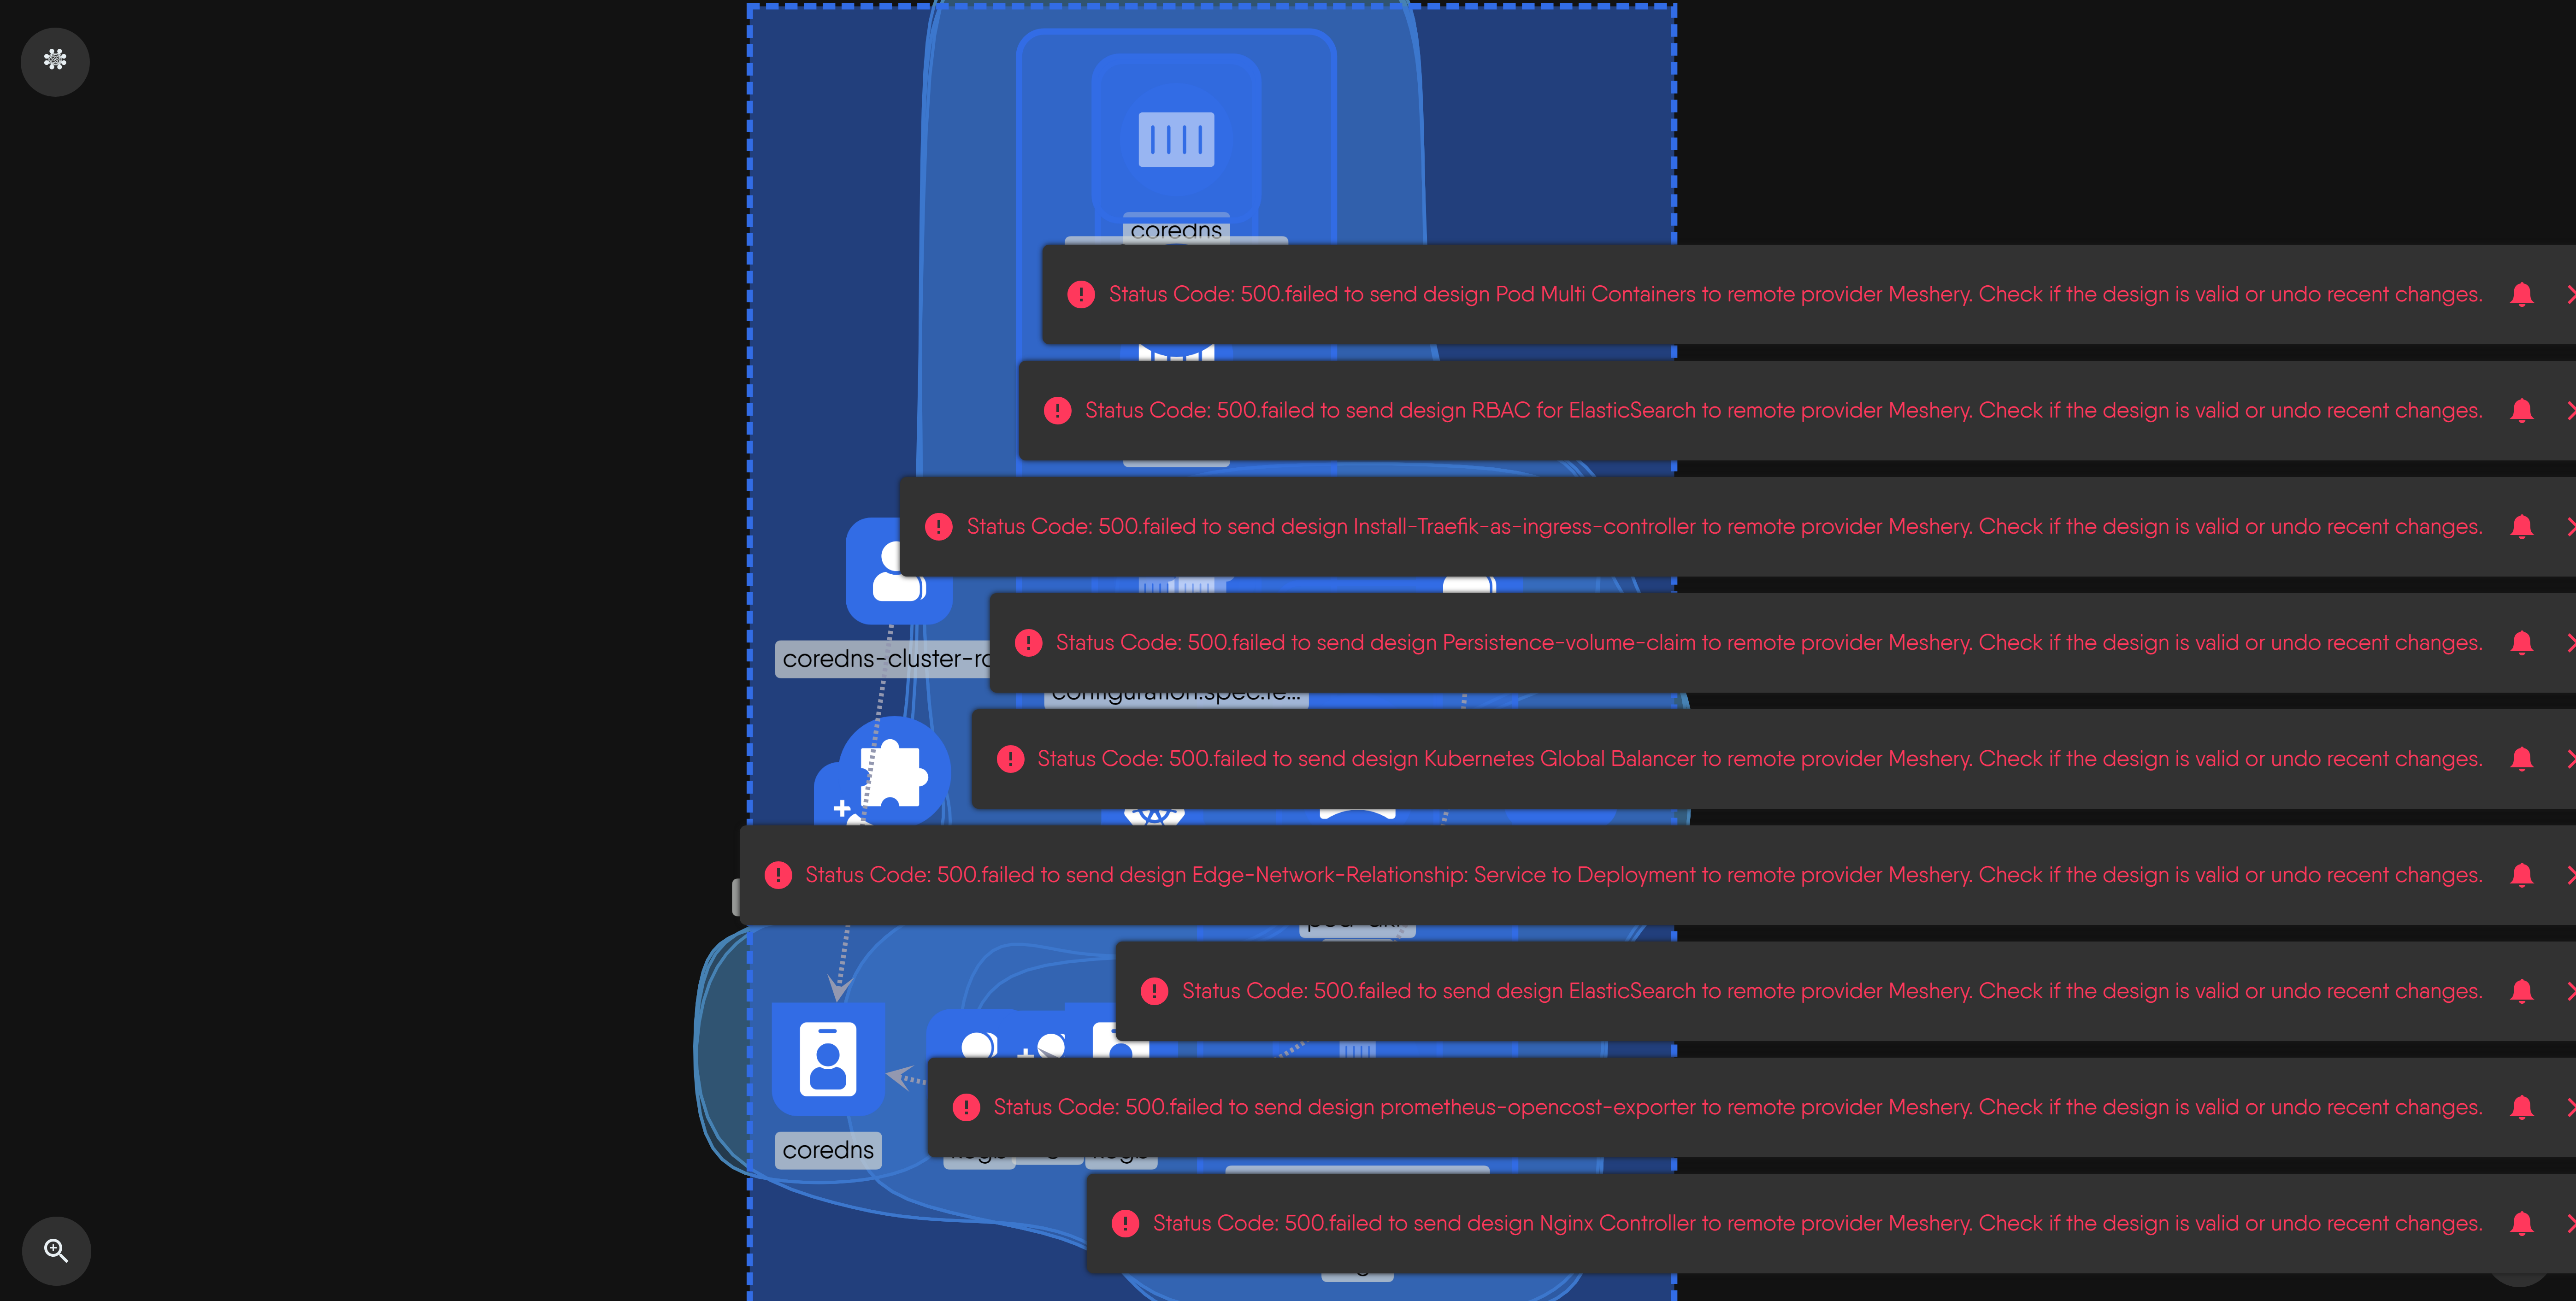 coredns
Status Code: 500.failed to send design Pod Multi Containers to remote provider Meshery. Check if the design is valid or undo recent changes.
Status Code: 500.failed to send design RBAC for ElasticSearch to remote provider Meshery. Check if the design is valid or undo recent changes.
Status Code: 500.failed to send design Install-Traefik-as-ingress-controller to remote provider Meshery. Check if the design is valid or undo recent changes.
Status Code: 500.failed to send design Persistence-volume-claim to remote provider Meshery. Check if the design is valid or undo recent changes.
coredns-cluster-ro
configuration.spec.re...
Status Code: 500.failed to send design Kubernetes Global Balancer to remote provider Meshery. Check if the design is valid or undo recent changes.
Status Code: 500.failed to send design Edge-Network-Relationship: Service to Deployment to remote provider Meshery. Check if the design is valid or undo recent changes.
Status Code: 500.failed to send design ElasticSearch to remote provider Meshery. Check if the design is valid or undo recent changes.
Status Code: 500.failed to send design prometheus-opencost-exporter to remote provider Meshery. Check if the design is valid or undo recent changes.
coredns
Status Code: 500.failed to send design Nginx Controller to remote provider Meshery. Check if the design is valid or undo recent changes.